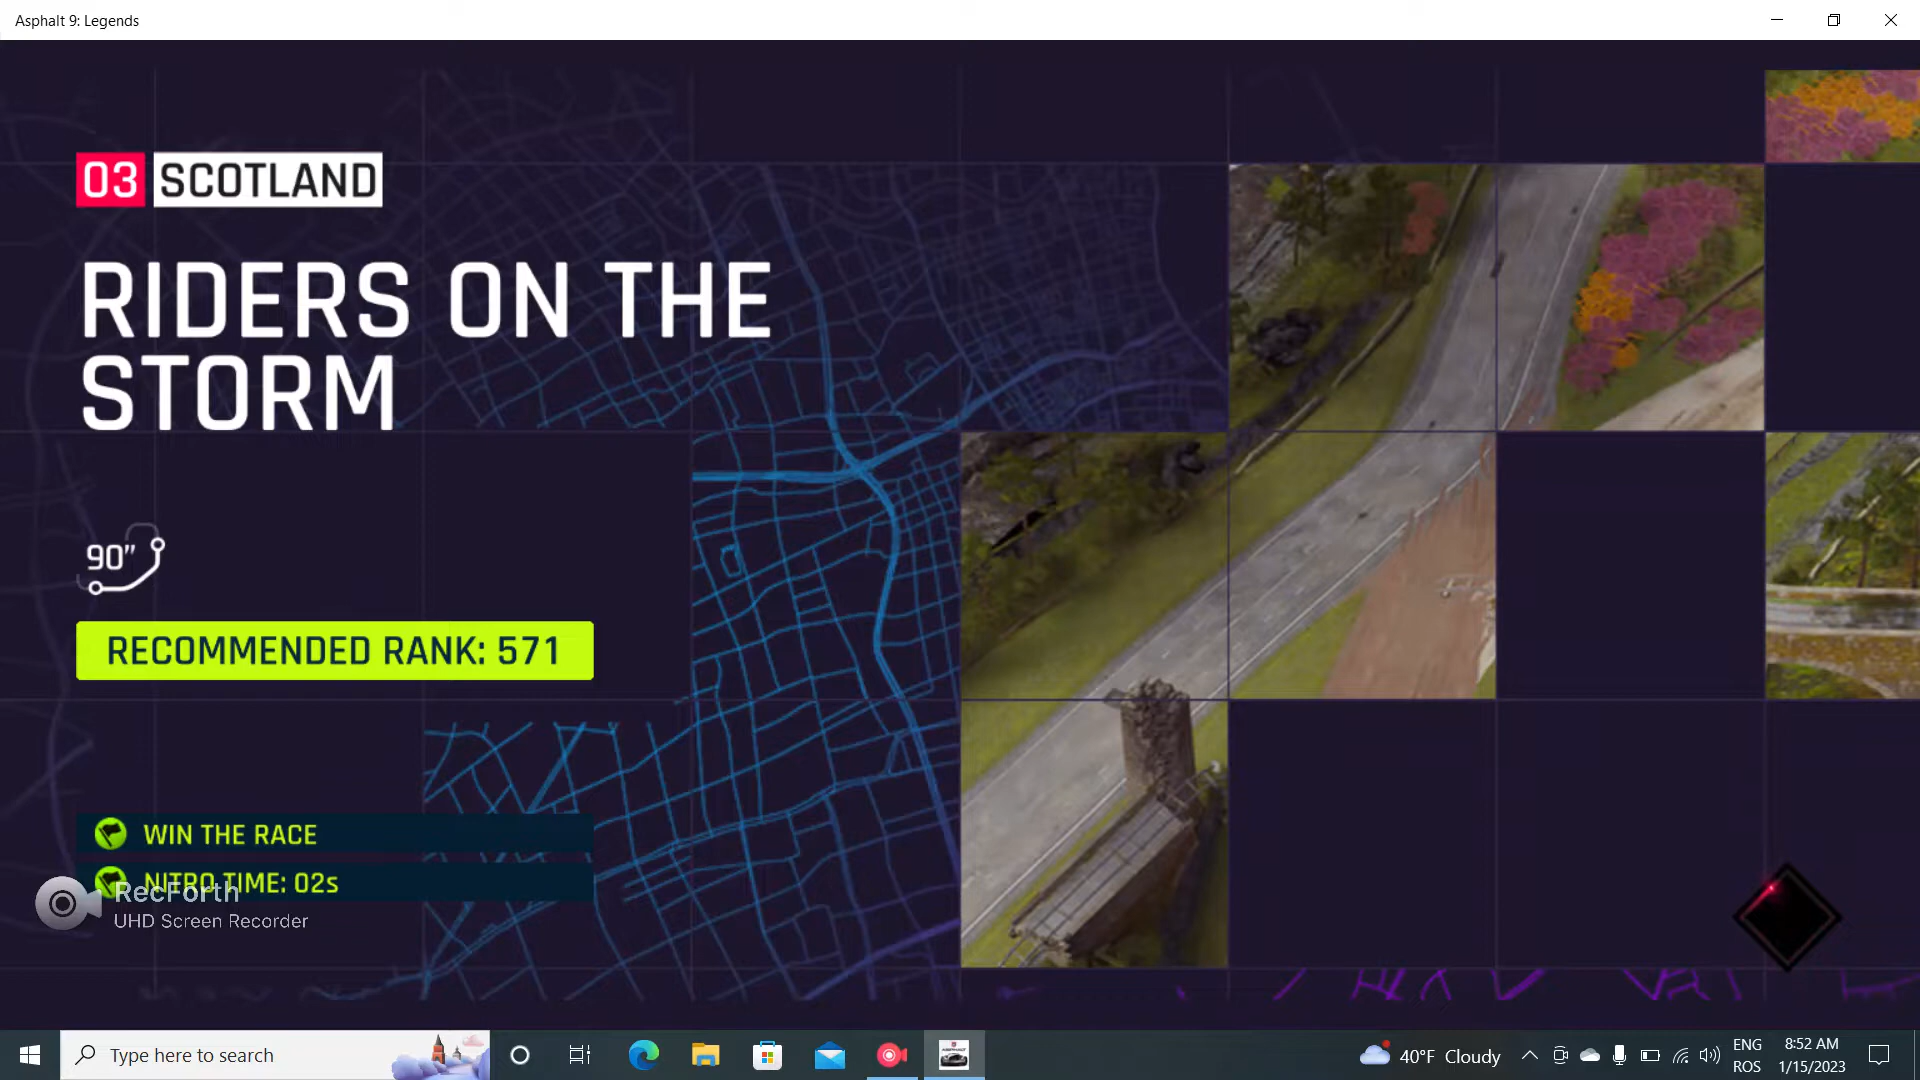 Asphalt 9: Legends
03 SCOTLAND
RIDERS ON THE
STORM
90”
RECOMMENDED RANK: 571
WIN THE RACE
NITRO TIME: 02s
RecForth
UHD Screen Recorder
Type here to search
40°F Cloudy
ENG
ROS
8:52 AM
1/15/2023